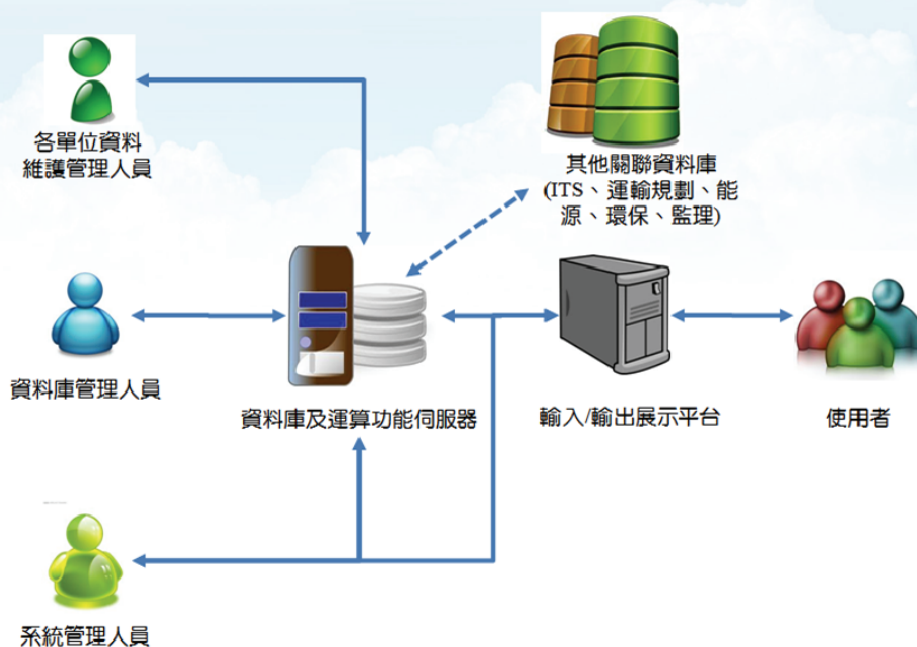 各單位資料
維護管理人員
其他關聯資料庫
(ITS、運輸規劃、能
源、環保、監理)
資料庫管理人員
資料庫及運算功能伺服器
輸入/輸出展示平台
使用者
系統管理人員